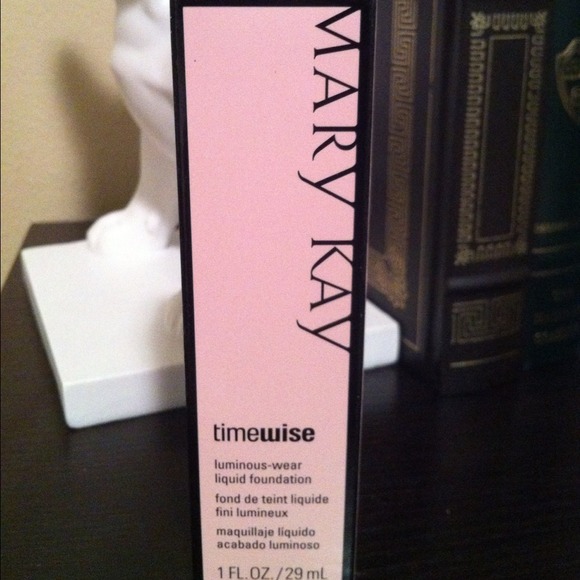 MARY KAY
timewise
luminous-wear
liquid foundation
fond de teint liquide
fini lumineux
maquillaje líquido
acabado luminoso
1 FL.OZ./29 mL